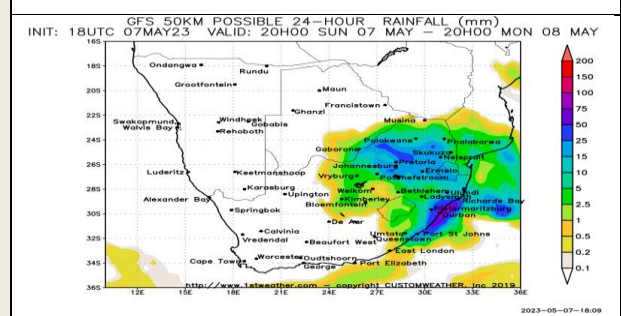 GFS 50KM POSSIBLE 24-HOUR RAINFALL (mm)
INIT: 18UTC 07MAY23 VALID: 20H00 SUN 07 MAY - 20H00 MON 08 MAY
16S
Ondangwa
Rundu
200
18S
Grootfontein
Maun
150
20S
Francistown
100
Ghanzi
75
22S
Windhoek
Gobabis
Musina
Swakopmund
Walvis Bay
Rehoboth
50
24S
Polokwane
Phalaborwa
Gaborone
Skukuza
25
Pretoria
Nelspruit
15
26S
Johannesburg
Luderitz
Keetmanshoop
Vryburg
Ermelo
Potchefstroom
10
28S
Karasburg
Upington
Welkom
Bethlehem
Ulundi
5
Alexander Bay
Kimberley
Ladysmith
Richards Bay
2.5
Bloemfontein
Pietermaritzburg
30S
Springbok
Durban
1
De Aar
32S
Calvinia
Umtata
Port St Johns
0.5
Vredendal
Beaufort West
Queenstown
East London
0.2
34S
Cape Town
Worcester
Oudtshoorn
George
Port Elizabeth
0.1
36S
http://www.1stweather.com - copyright CUSTOMWEATHER, Inc 2019
12E 15E 18E 21E 24E 27E 30E 33E 36E
2023-05-07-18:09